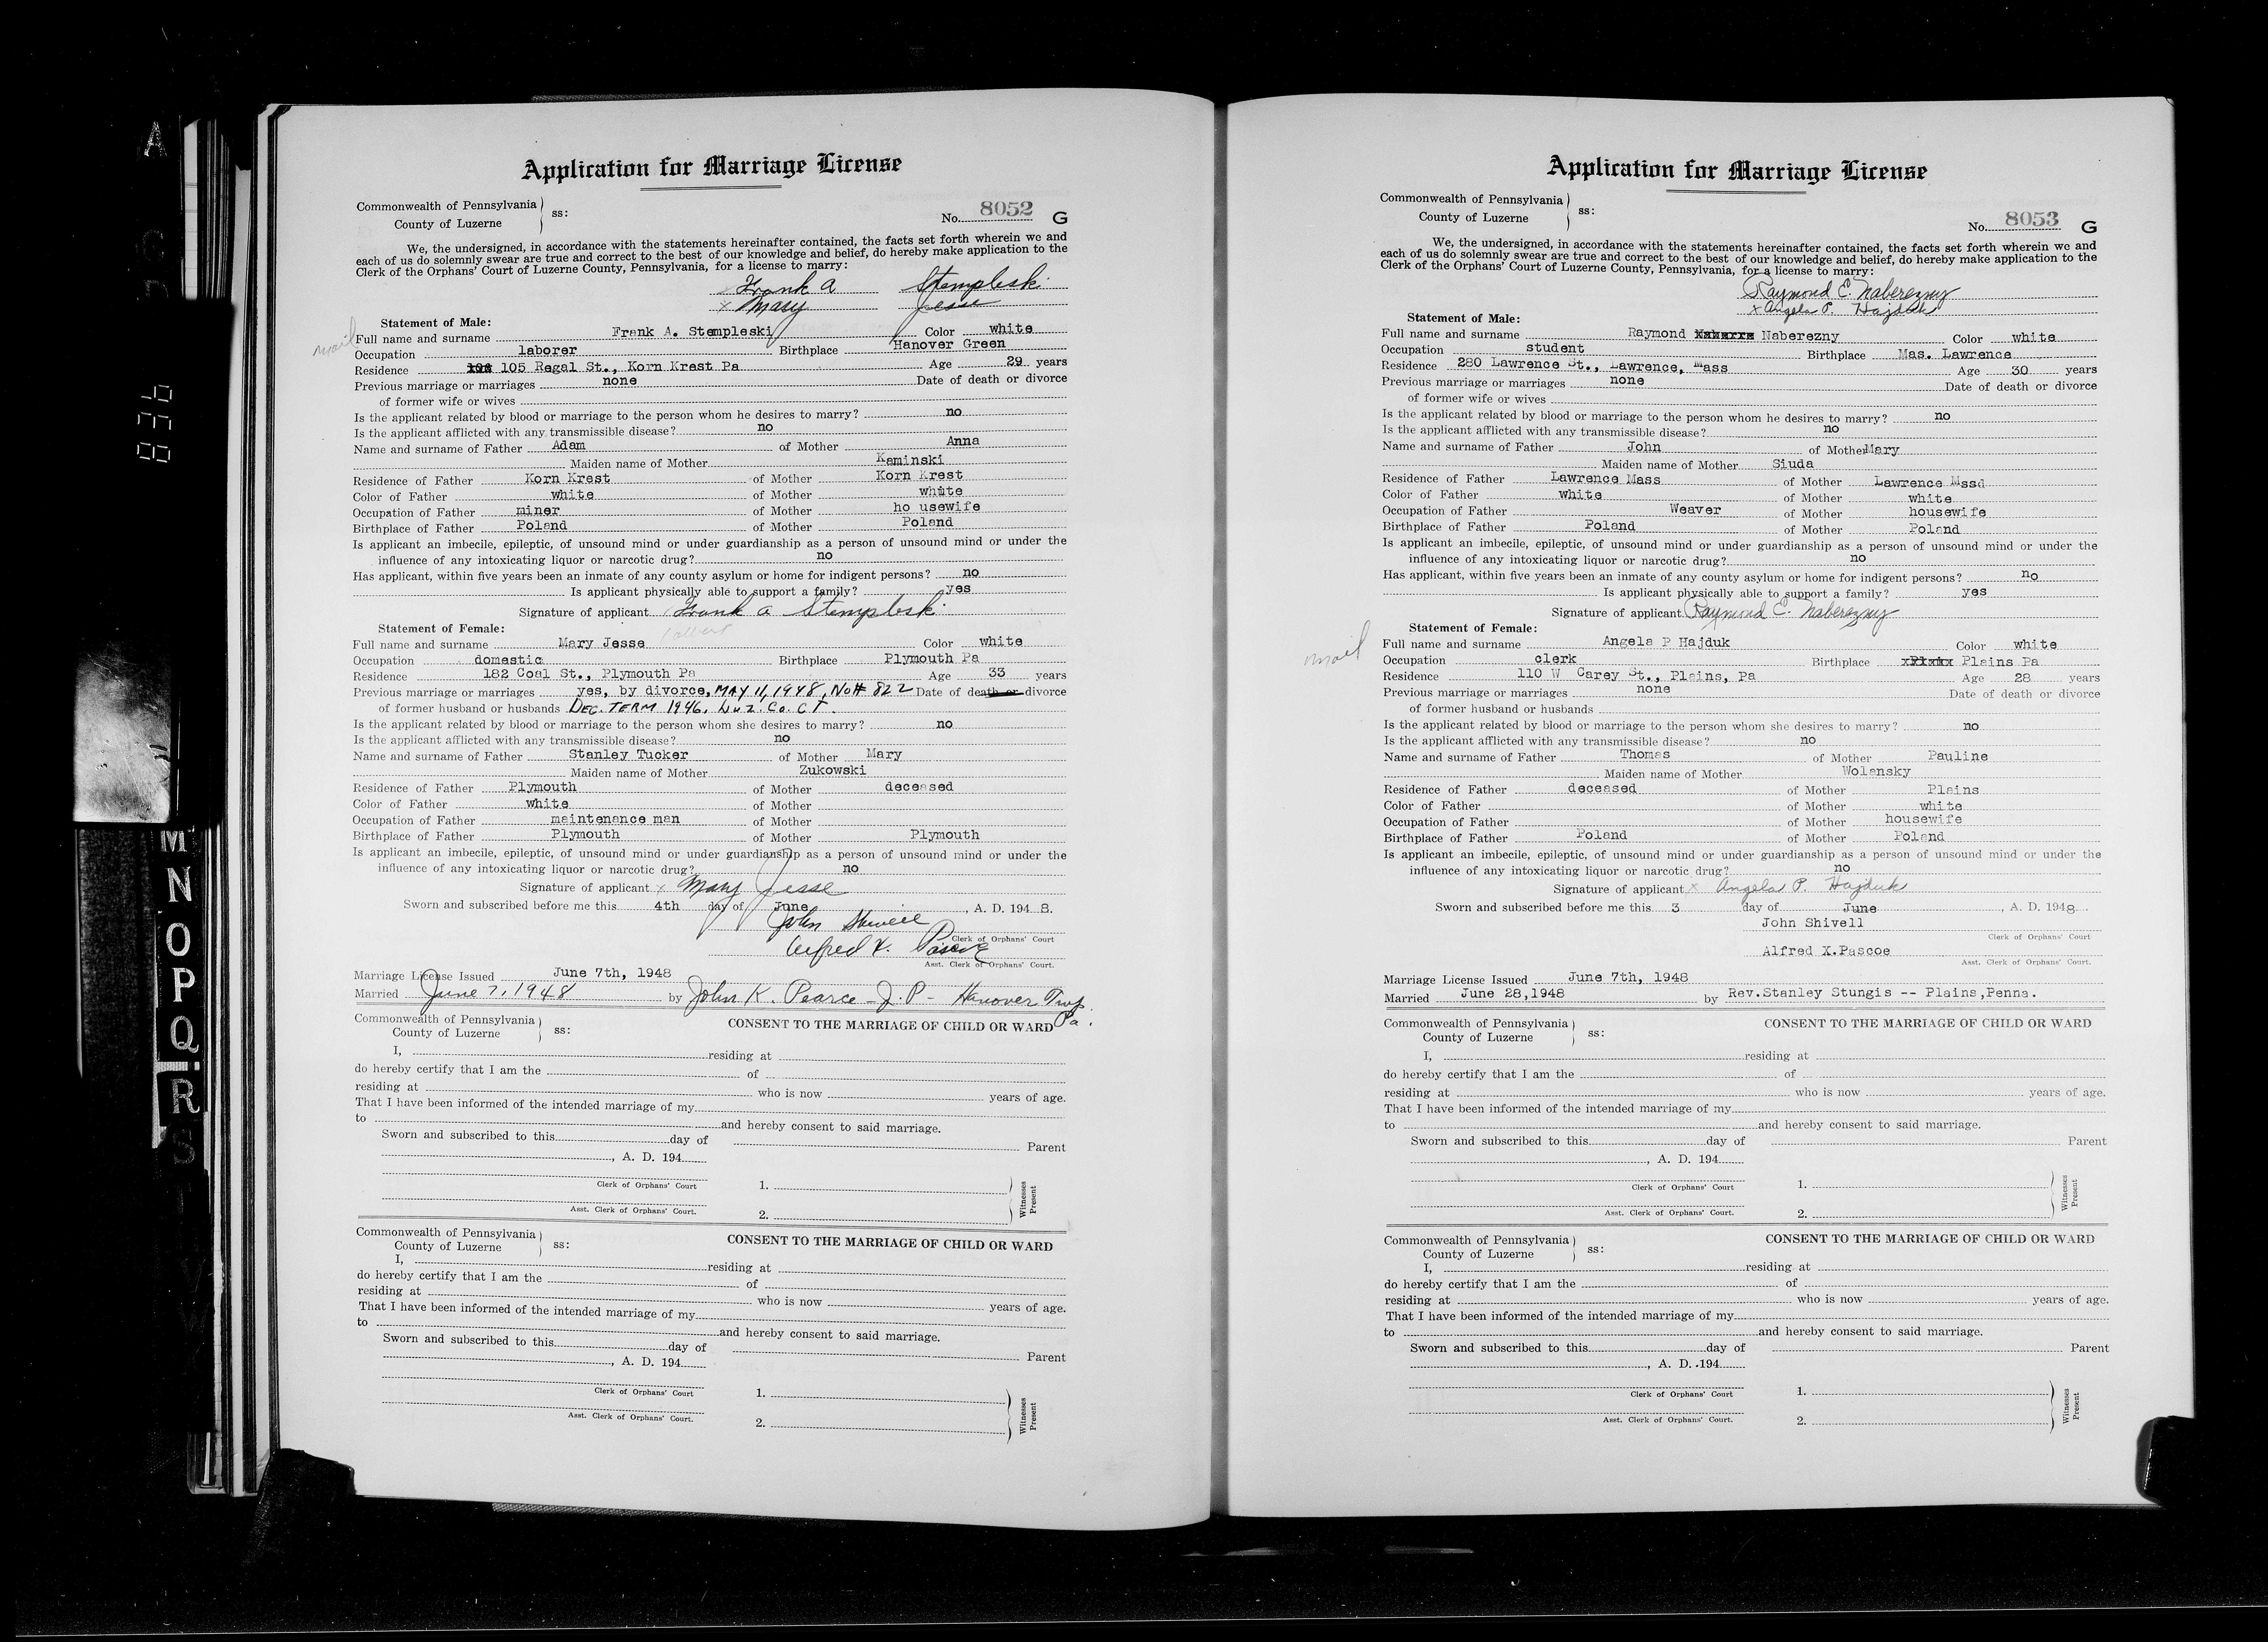 A
836
M
N
O
P
Q
R
S
Application for Marriage License
Commonwealth of Pennsylvania
County of Luzerne
ss:
No. 8052 G
We, the undersigned, in accordance with the statements hereinafter contained, the facts set forth wherein we and
each of us do solemnly swear are true and correct to the best of our knowledge and belief, do hereby make application to the
Clerk of the Orphans' Court of Luzerne County, Pennsylvania, for a license to marry:
x Frank A Stempleski
x Mary Jesse
Statement of Male:
mail
Full name and surname Frank A. Stempleski Color white
Occupation laborer Birthplace Hanover Green
Residence 105 Regal St., Korn Krest Pa Age 29 years
Previous marriage or marriages none Date of death or divorce
of former wife or wives
Is the applicant related by blood or marriage to the person whom he desires to marry? no
Is the applicant afflicted with any transmissible disease? no
Name and surname of Father Adam of Mother Anna
Maiden name of Mother Kaminski
Residence of Father Korn Krest of Mother Korn Krest
Color of Father white of Mother white
Occupation of Father miner of Mother ho usewife
Birthplace of Father Poland of Mother Poland
Is applicant an imbecile, epileptic, of unsound mind or under guardianship as a person of unsound mind or under the
influence of any intoxicating liquor or narcotic drug? no
Has applicant, within five years been an inmate of any county asylum or home for indigent persons? no
Is applicant physically able to support a family? yes
Signature of applicant Frank A Stempleski
Statement of Female:
Full name and surname Mary Jesse Color white
Occupation domestic Birthplace Plymouth Pa
Residence 182 Coal St., Plymouth Pa Age 33 years
Previous marriage or marriages yes, by divorce, MAY 11, 1948, No# 822 Date of death or divorce
of former husband or husbands DEC. TERM 1946, Luz. Co. CT.
Is the applicant related by blood or marriage to the person whom she desires to marry? no
Is the applicant afflicted with any transmissible disease? no
Name and surname of Father Stanley Tucker of Mother Mary
Maiden name of Mother Zukowski
Residence of Father Plymouth of Mother deceased
Color of Father white of Mother
Occupation of Father maintenance man of Mother
Birthplace of Father Plymouth of Mother Plymouth
Is applicant an imbecile, epileptic, of unsound mind or under guardianship as a person of unsound mind or under the
influence of any intoxicating liquor or narcotic drug? no
Signature of applicant x Mary Jesse
Sworn and subscribed before me this 4th day of June, A. D. 1948.
John Shivell
Clerk of Orphans' Court
Alfred X. Pascoe
Asst. Clerk of Orphans' Court.
Marriage License Issued June 7th, 1948
Married June 7, 1948 by John K. Pearce - J. P - Hanover Twp.
Pa.
Commonwealth of Pennsylvania
County of Luzerne
ss:
CONSENT TO THE MARRIAGE OF CHILD OR WARD
I, residing at
do hereby certify that I am the of
residing at who is now years of age.
That I have been informed of the intended marriage of my
to and hereby consent to said marriage.
Sworn and subscribed to this day of
Parent
, A. D. 194
Clerk of Orphans' Court
1.
Asst. Clerk of Orphans' Court.
2.
Witnesses Present
Commonwealth of Pennsylvania
County of Luzerne
ss:
CONSENT TO THE MARRIAGE OF CHILD OR WARD
I, residing at
do hereby certify that I am the of
residing at who is now years of age.
That I have been informed of the intended marriage of my
to and hereby consent to said marriage.
Sworn and subscribed to this day of
Parent
, A. D. 194
Clerk of Orphans' Court
1.
Asst. Clerk of Orphans' Court.
2.
Witnesses Present
Application for Marriage License
Commonwealth of Pennsylvania
County of Luzerne
ss:
No. 8053 G
We, the undersigned, in accordance with the statements hereinafter contained, the facts set forth wherein we and
each of us do solemnly swear are true and correct to the best of our knowledge and belief, do hereby make application to the
Clerk of the Orphans' Court of Luzerne County, Pennsylvania, for a license to marry:
Raymond E. Naberezny
x Angela P. Hajduk
Statement of Male:
Full name and surname Raymond Naberezny Color white
Occupation student Birthplace Mas. Lawrence
Residence 280 Lawrence St., Lawrence, Mass Age 30 years
Previous marriage or marriages none Date of death or divorce
of former wife or wives
Is the applicant related by blood or marriage to the person whom he desires to marry? no
Is the applicant afflicted with any transmissible disease? no
Name and surname of Father John of Mother Mary
Maiden name of Mother Siuda
Residence of Father Lawrence Mass of Mother Lawrence Mssd
Color of Father white of Mother white
Occupation of Father Weaver of Mother housewife
Birthplace of Father Poland of Mother Poland
Is applicant an imbecile, epileptic, of unsound mind or under guardianship as a person of unsound mind or under the
influence of any intoxicating liquor or narcotic drug? no
Has applicant, within five years been an inmate of any county asylum or home for indigent persons? no
Is applicant physically able to support a family? yes
Signature of applicant Raymond E. Naberezny
Statement of Female:
mail
Full name and surname Angela P Hajduk Color white
Occupation clerk Birthplace Plains Pa
Residence 110 W Carey St., Plains, Pa Age 28 years
Previous marriage or marriages none Date of death or divorce
of former husband or husbands
Is the applicant related by blood or marriage to the person whom she desires to marry? no
Is the applicant afflicted with any transmissible disease? no
Name and surname of Father Thomas of Mother Pauline
Maiden name of Mother Wolansky
Residence of Father deceased of Mother Plains
Color of Father of Mother white
Occupation of Father of Mother housewife
Birthplace of Father Poland of Mother Poland
Is applicant an imbecile, epileptic, of unsound mind or under guardianship as a person of unsound mind or under the
influence of any intoxicating liquor or narcotic drug? no
Signature of applicant x Angela P. Hajduk
Sworn and subscribed before me this 3 day of June, A. D. 1948
John Shivell
Clerk of Orphans' Court
Alfred X.Pascoe
Asst. Clerk of Orphans' Court.
Marriage License Issued June 7th, 1948
Married June 28,1948 by Rev.Stanley Stungis -- Plains,Penna.
Commonwealth of Pennsylvania
County of Luzerne
ss:
CONSENT TO THE MARRIAGE OF CHILD OR WARD
I, residing at
do hereby certify that I am the of
residing at who is now years of age.
That I have been informed of the intended marriage of my
to and hereby consent to said marriage.
Sworn and subscribed to this day of
Parent
, A. D. 194
Clerk of Orphans' Court
1.
Asst. Clerk of Orphans' Court.
2.
Witnesses Present
Commonwealth of Pennsylvania
County of Luzerne
ss:
CONSENT TO THE MARRIAGE OF CHILD OR WARD
I, residing at
do hereby certify that I am the of
residing at who is now years of age.
That I have been informed of the intended marriage of my
to and hereby consent to said marriage.
Sworn and subscribed to this day of
Parent
, A. D. 194
Clerk of Orphans' Court
1.
Asst. Clerk of Orphans' Court.
2.
Witnesses Present